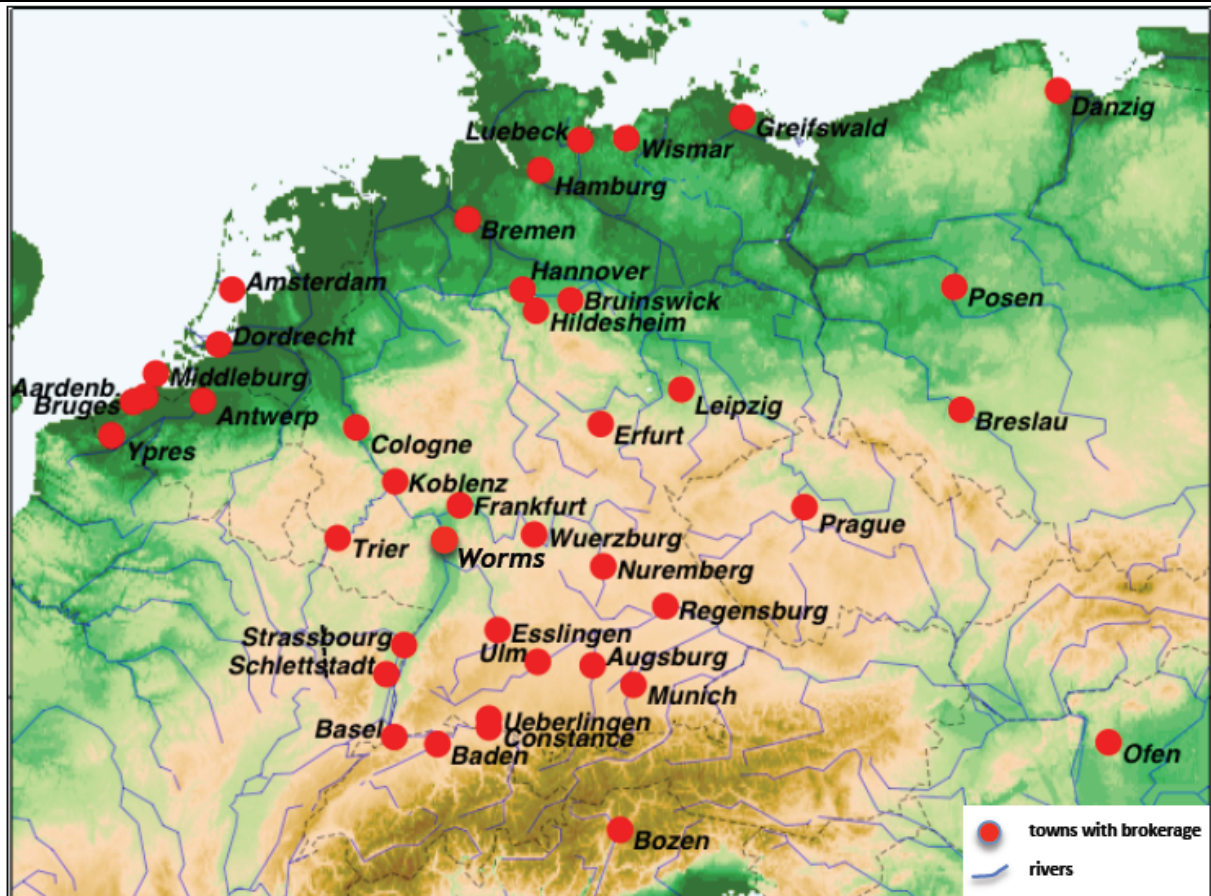 Danzig
Luebeck
Greifswald
Wismar
Hamburg
Bremen
Hannover
Amsterdam
Bruinswick
Posen
Hildesheim
Dordrecht
Middleburg
Aardenb.
Bruges
Antwerp
Leipzig
Breslau
Erfurt
Cologne
Ypres
Koblenz
Frankfurt
Prague
Wuerzburg
Trier
Worms
Nuremberg
Regensburg
Strassbourg
Esslingen
Ulm
Augsburg
Schlettstadt
Munich
Basel
Ueberlingen
Constance
Baden
Ofen
Bozen
towns with brokerage
rivers